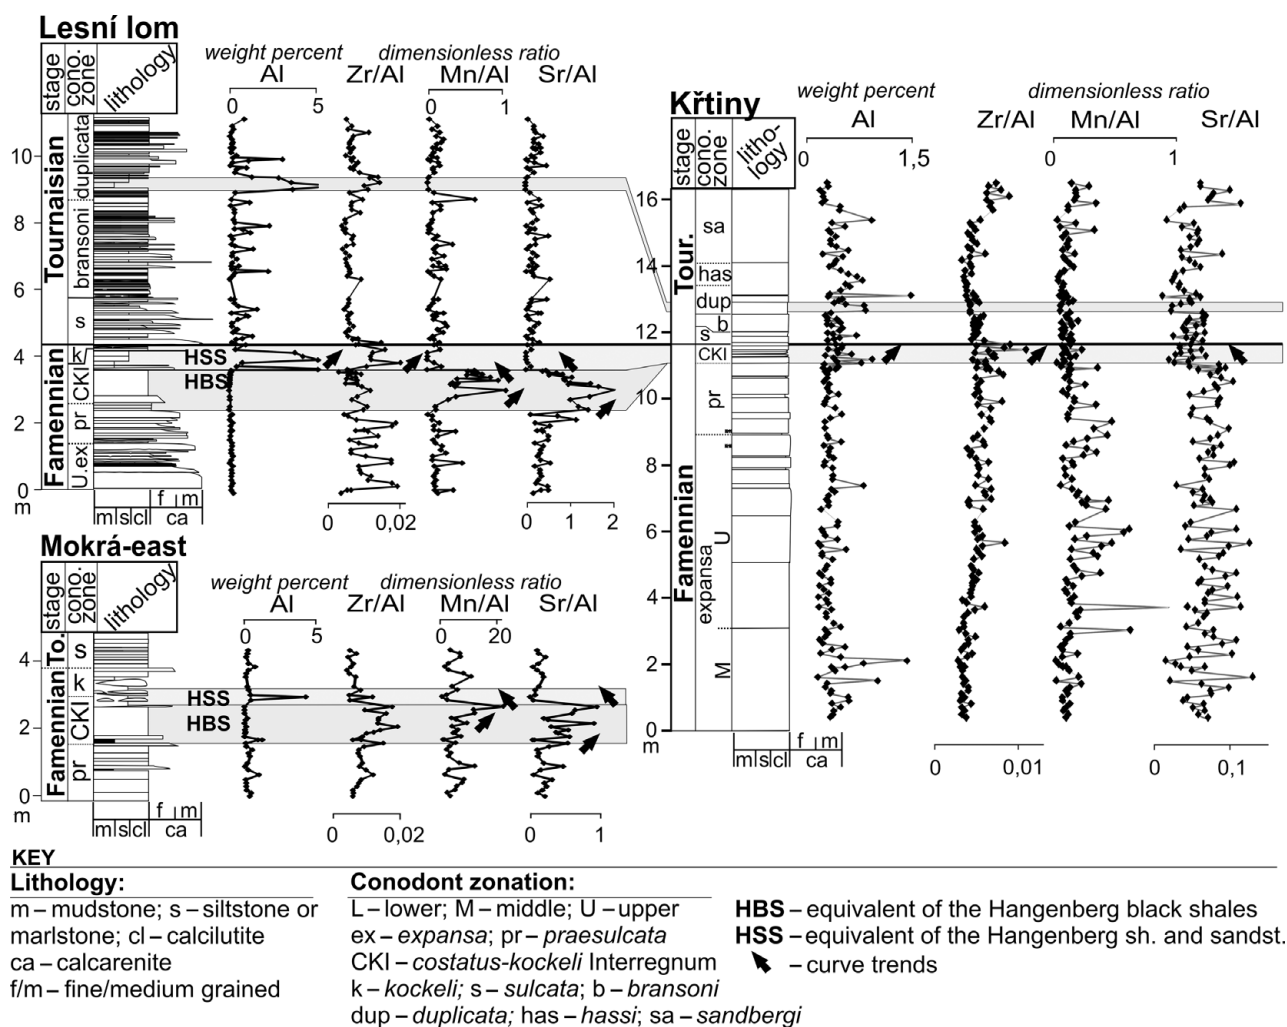 Lesní lom
stage
cono.
zone
lithology
weight percent
dimensionless ratio
Al
Zr/Al
Mn/Al
Sr/Al
0
5
0
1
10
8
6
4
2
0
m
Tournaisian
Famennian
duplicata
bransoni
s
k
CKI
pr
U.ex
HSS
HBS
m s cl
f m
ca
0
0,02
0
1
2
Mokrá-east
stage
cono.
zone
lithology
weight percent
dimensionless ratio
Al
Zr/Al
Mn/Al
Sr/Al
0
5
0
20
4
2
0
m
To.
Famennian
s
k
CKI
pr
HSS
HBS
m s cl
f m
ca
0
0,02
0
1
Křtiny
stage
cono.
zone
litho-
logy
weight percent
dimensionless ratio
Al
Zr/Al
Mn/Al
Sr/Al
0
1,5
0
1
16
14
12
10
8
6
4
2
0
m
Tour.
Famennian
sa
has
dup
b
s
CKI
pr
expansa
U
M
m s cl
f m
ca
0
0,01
0
0,1
KEY
Lithology:
m – mudstone; s – siltstone or
marlstone; cl – calcilutite
ca – calcarenite
f/m – fine/medium grained
Conodont zonation:
L – lower; M – middle; U – upper
ex – expansa; pr – praesulcata
CKI – costatus-kockeli Interregnum
k – kockeli; s – sulcata; b – bransoni
dup – duplicata; has – hassi; sa – sandbergi
HBS – equivalent of the Hangenberg black shales
HSS – equivalent of the Hangenberg sh. and sandst.
– curve trends